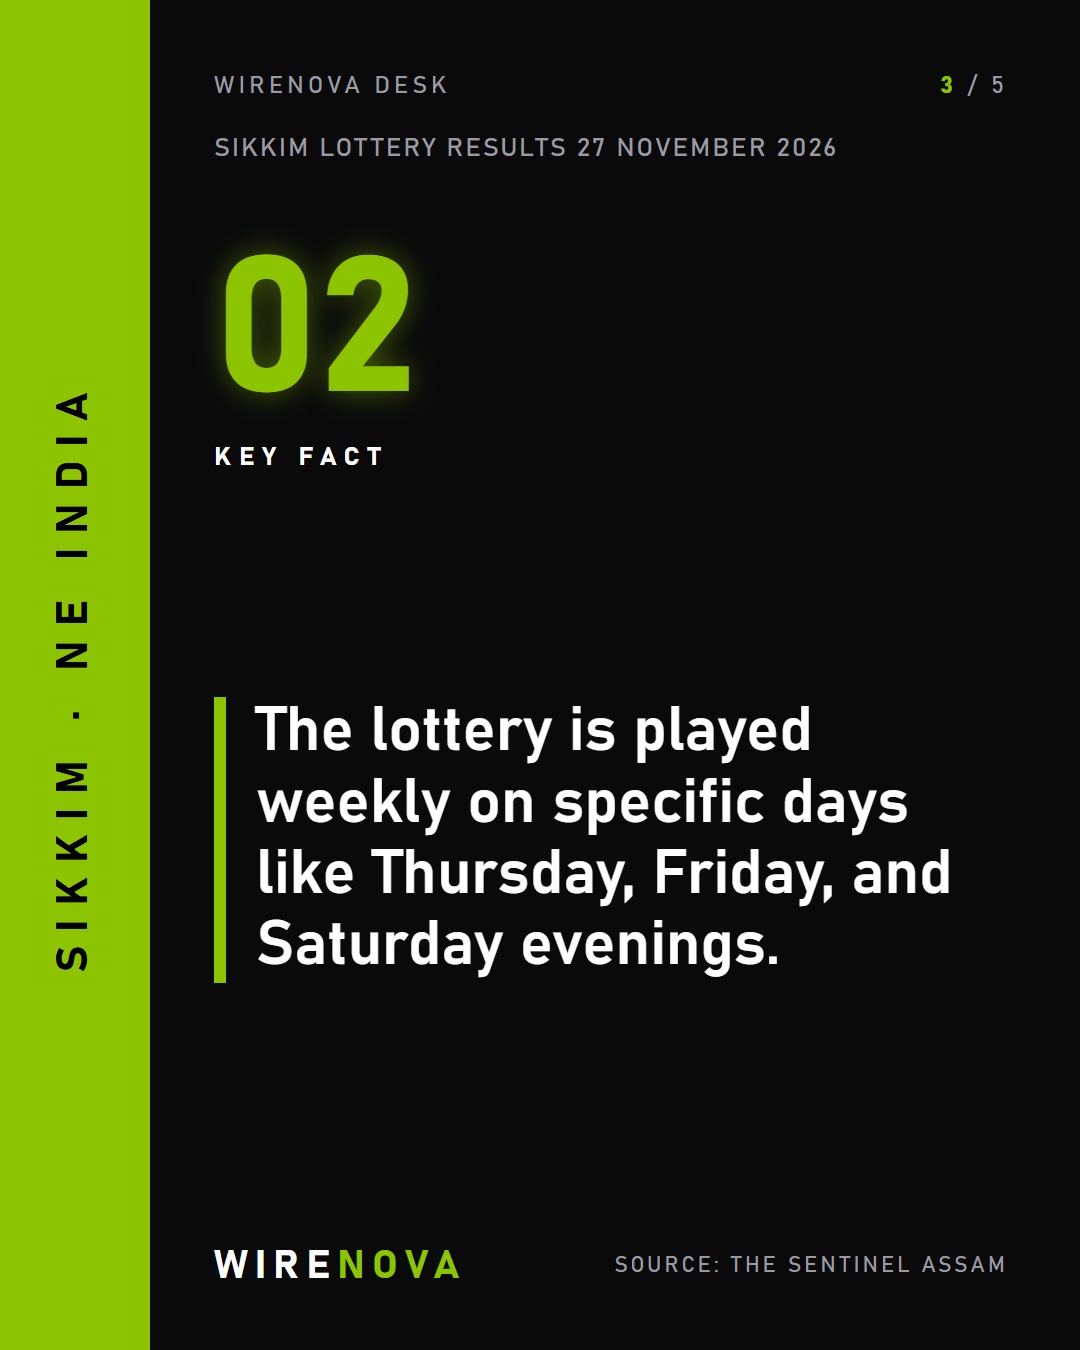 WIRENOVA DESK
3 / 5
SIKKIM LOTTERY RESULTS 27 NOVEMBER 2026
02
KEY FACT
SIKKIM · NE INDIA
The lottery is played
weekly on specific days
like Thursday, Friday, and
Saturday evenings.
WIRENOVA
SOURCE: THE SENTINEL ASSAM